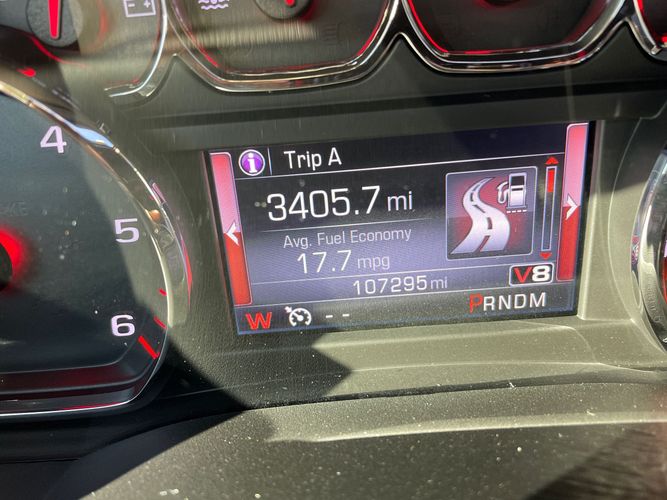 Trip A
3405.7 mi
Avg. Fuel Economy
17.7 mpg
107295 mi
V8
W -- PRNDM
4
5
6